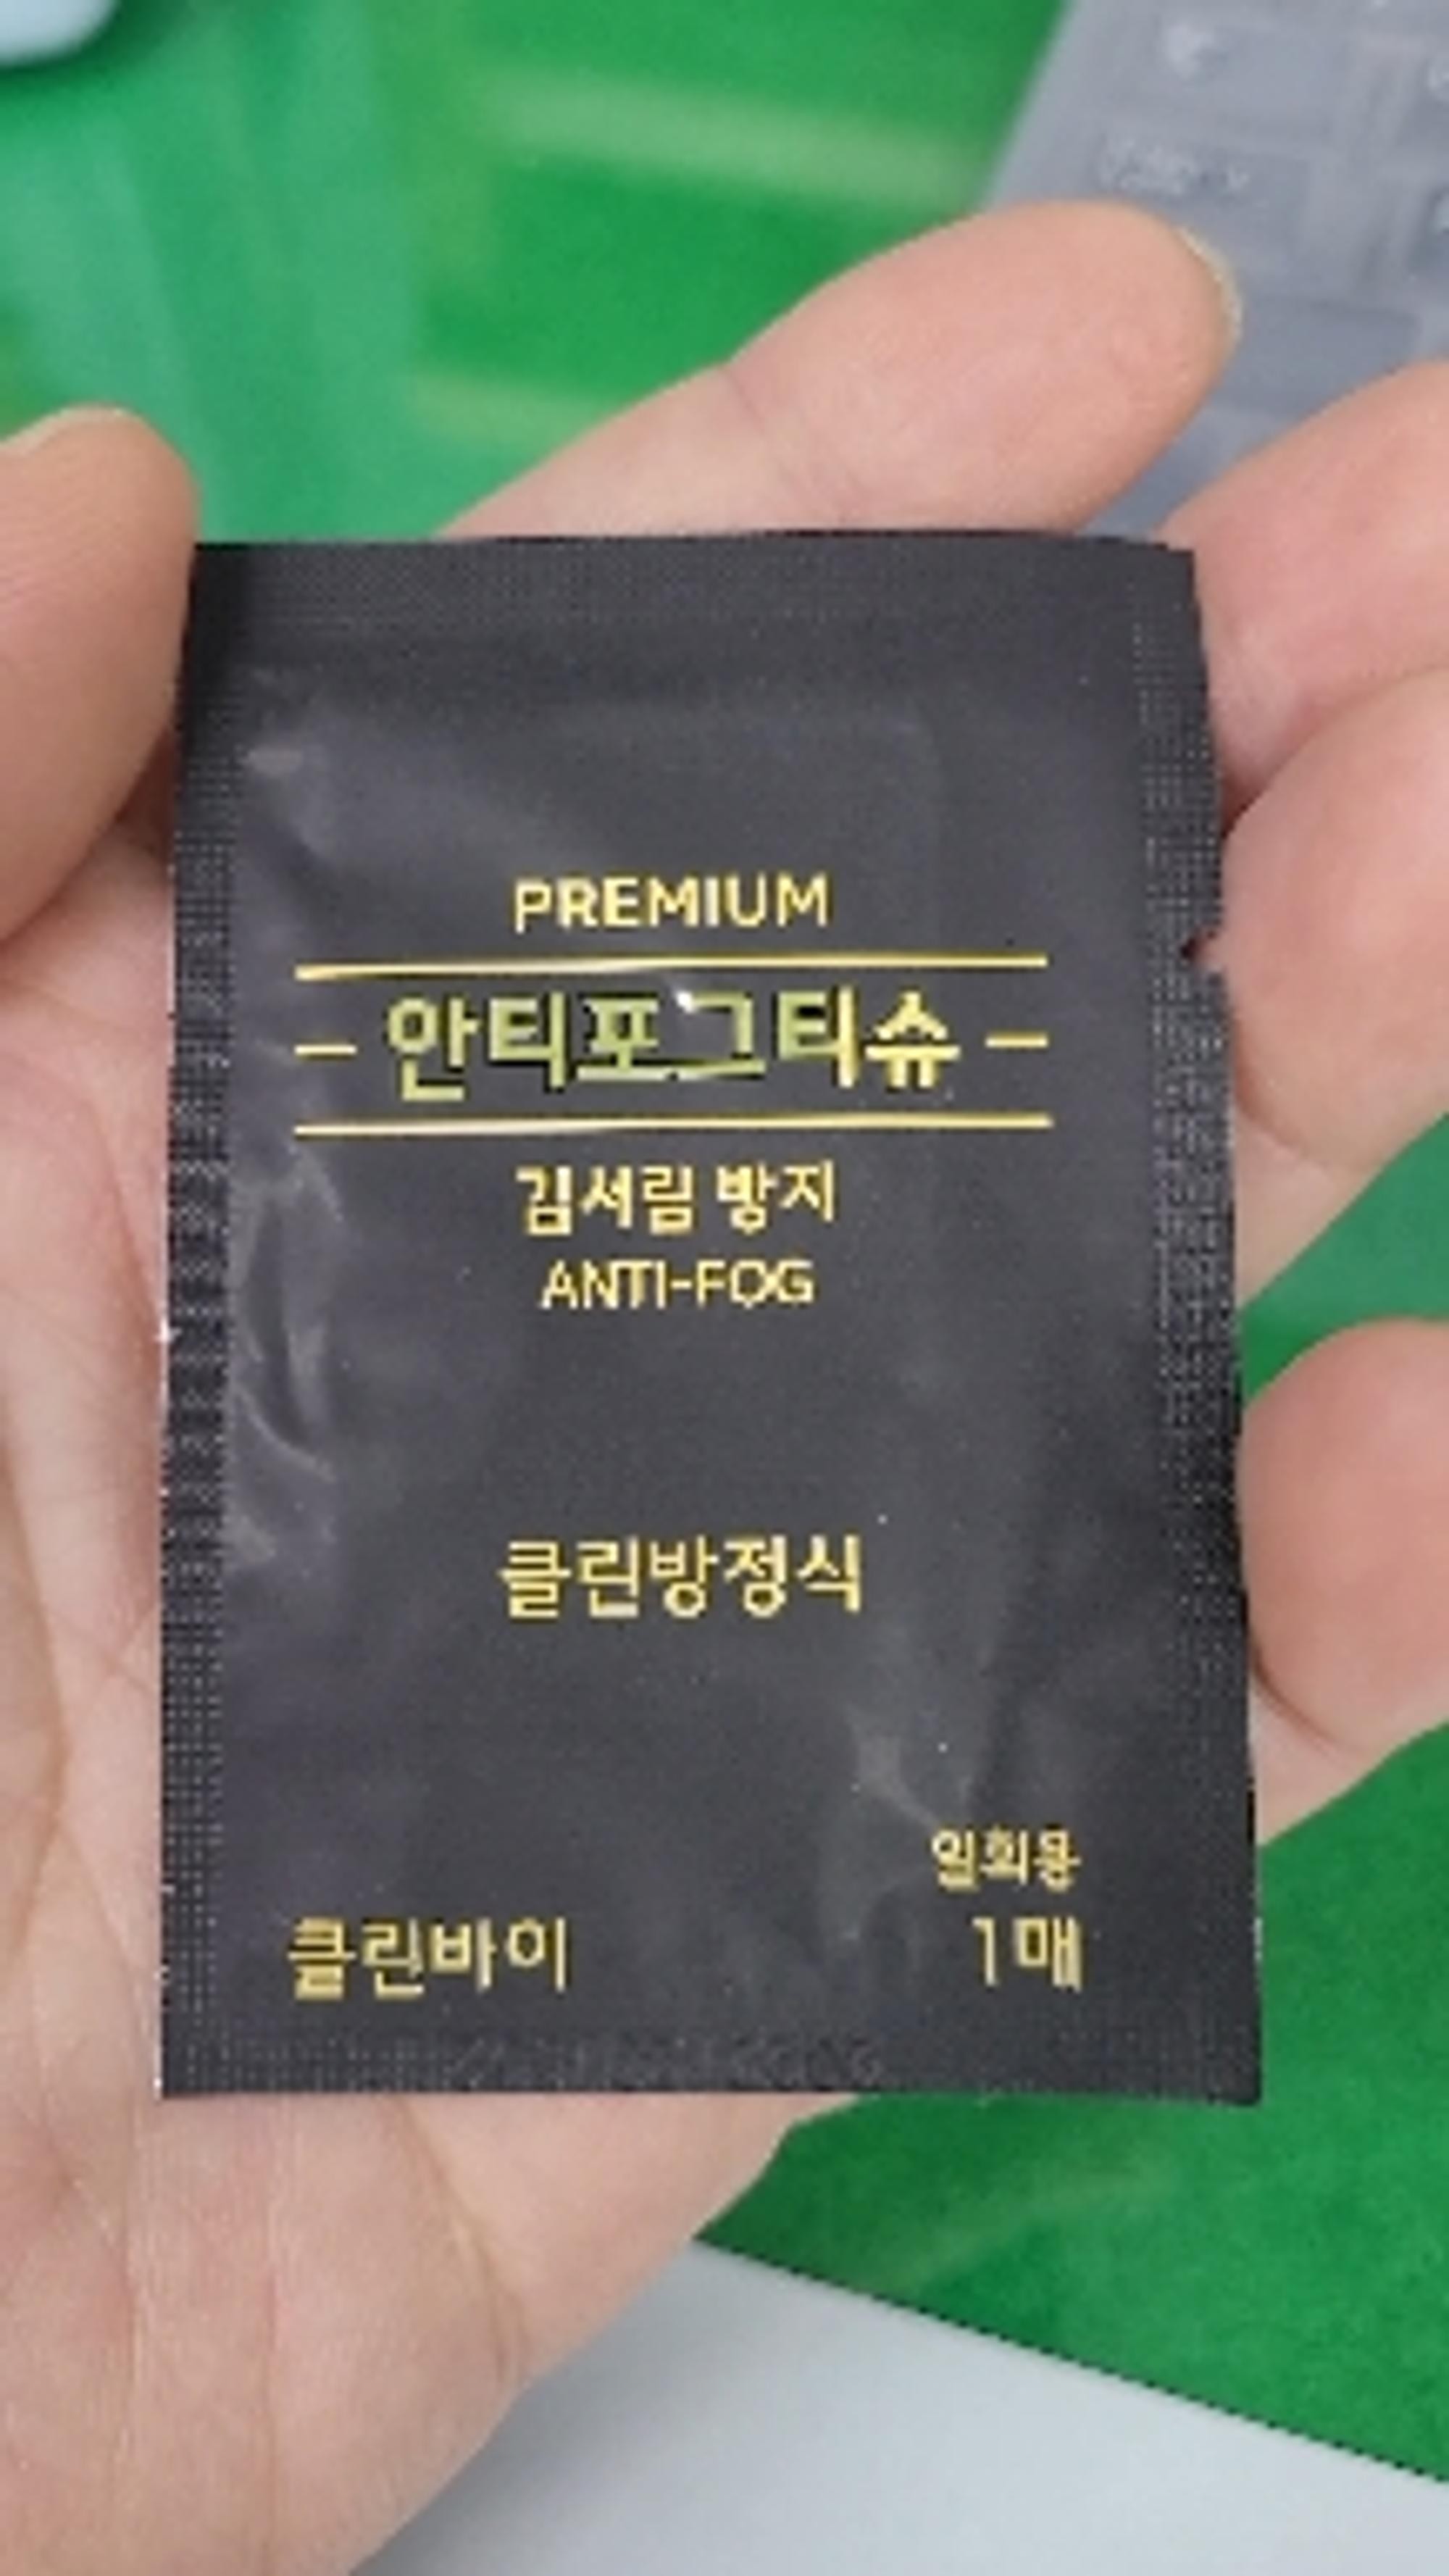 PREMIUM
안티포그티슈
김서림 방지
ANTI-FOG
클린방정식
일회용
클린바이 1매